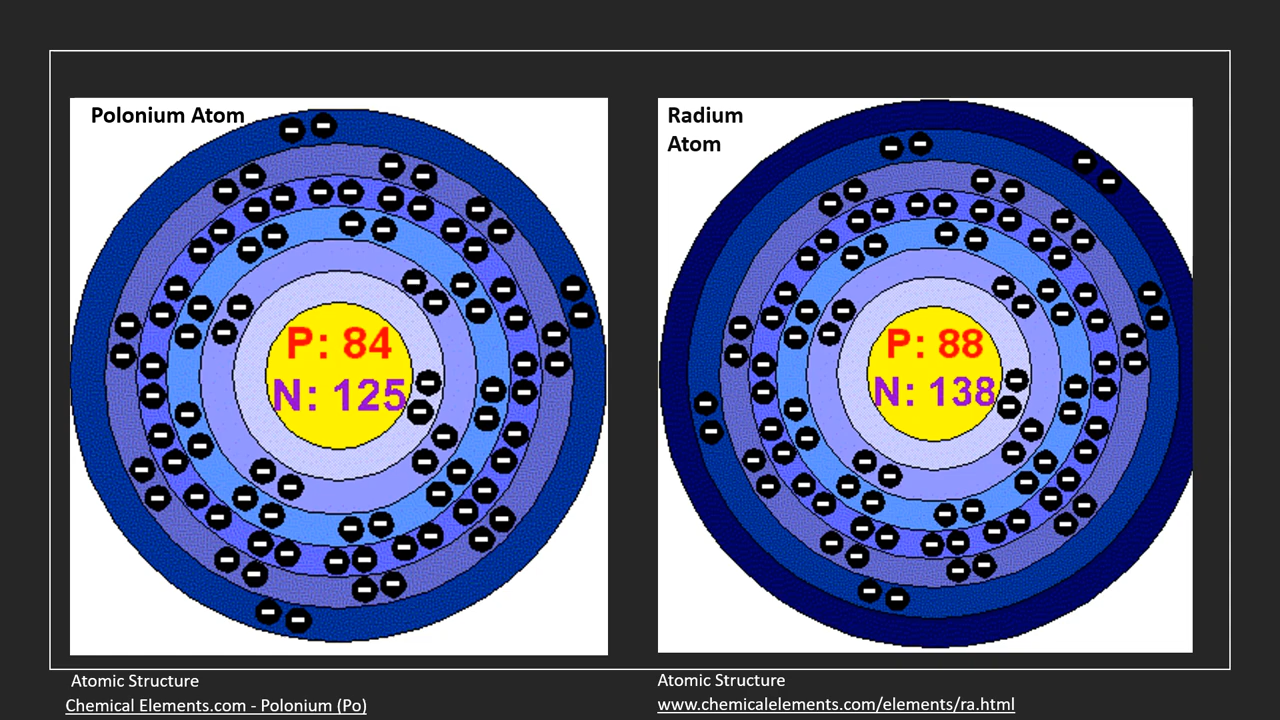 Polonium Atom
P: 84
N: 125
Radium
Atom
P: 88
N: 138
Atomic Structure
Chemical Elements.com - Polonium (Po)
Atomic Structure
www.chemicalelements.com/elements/ra.html